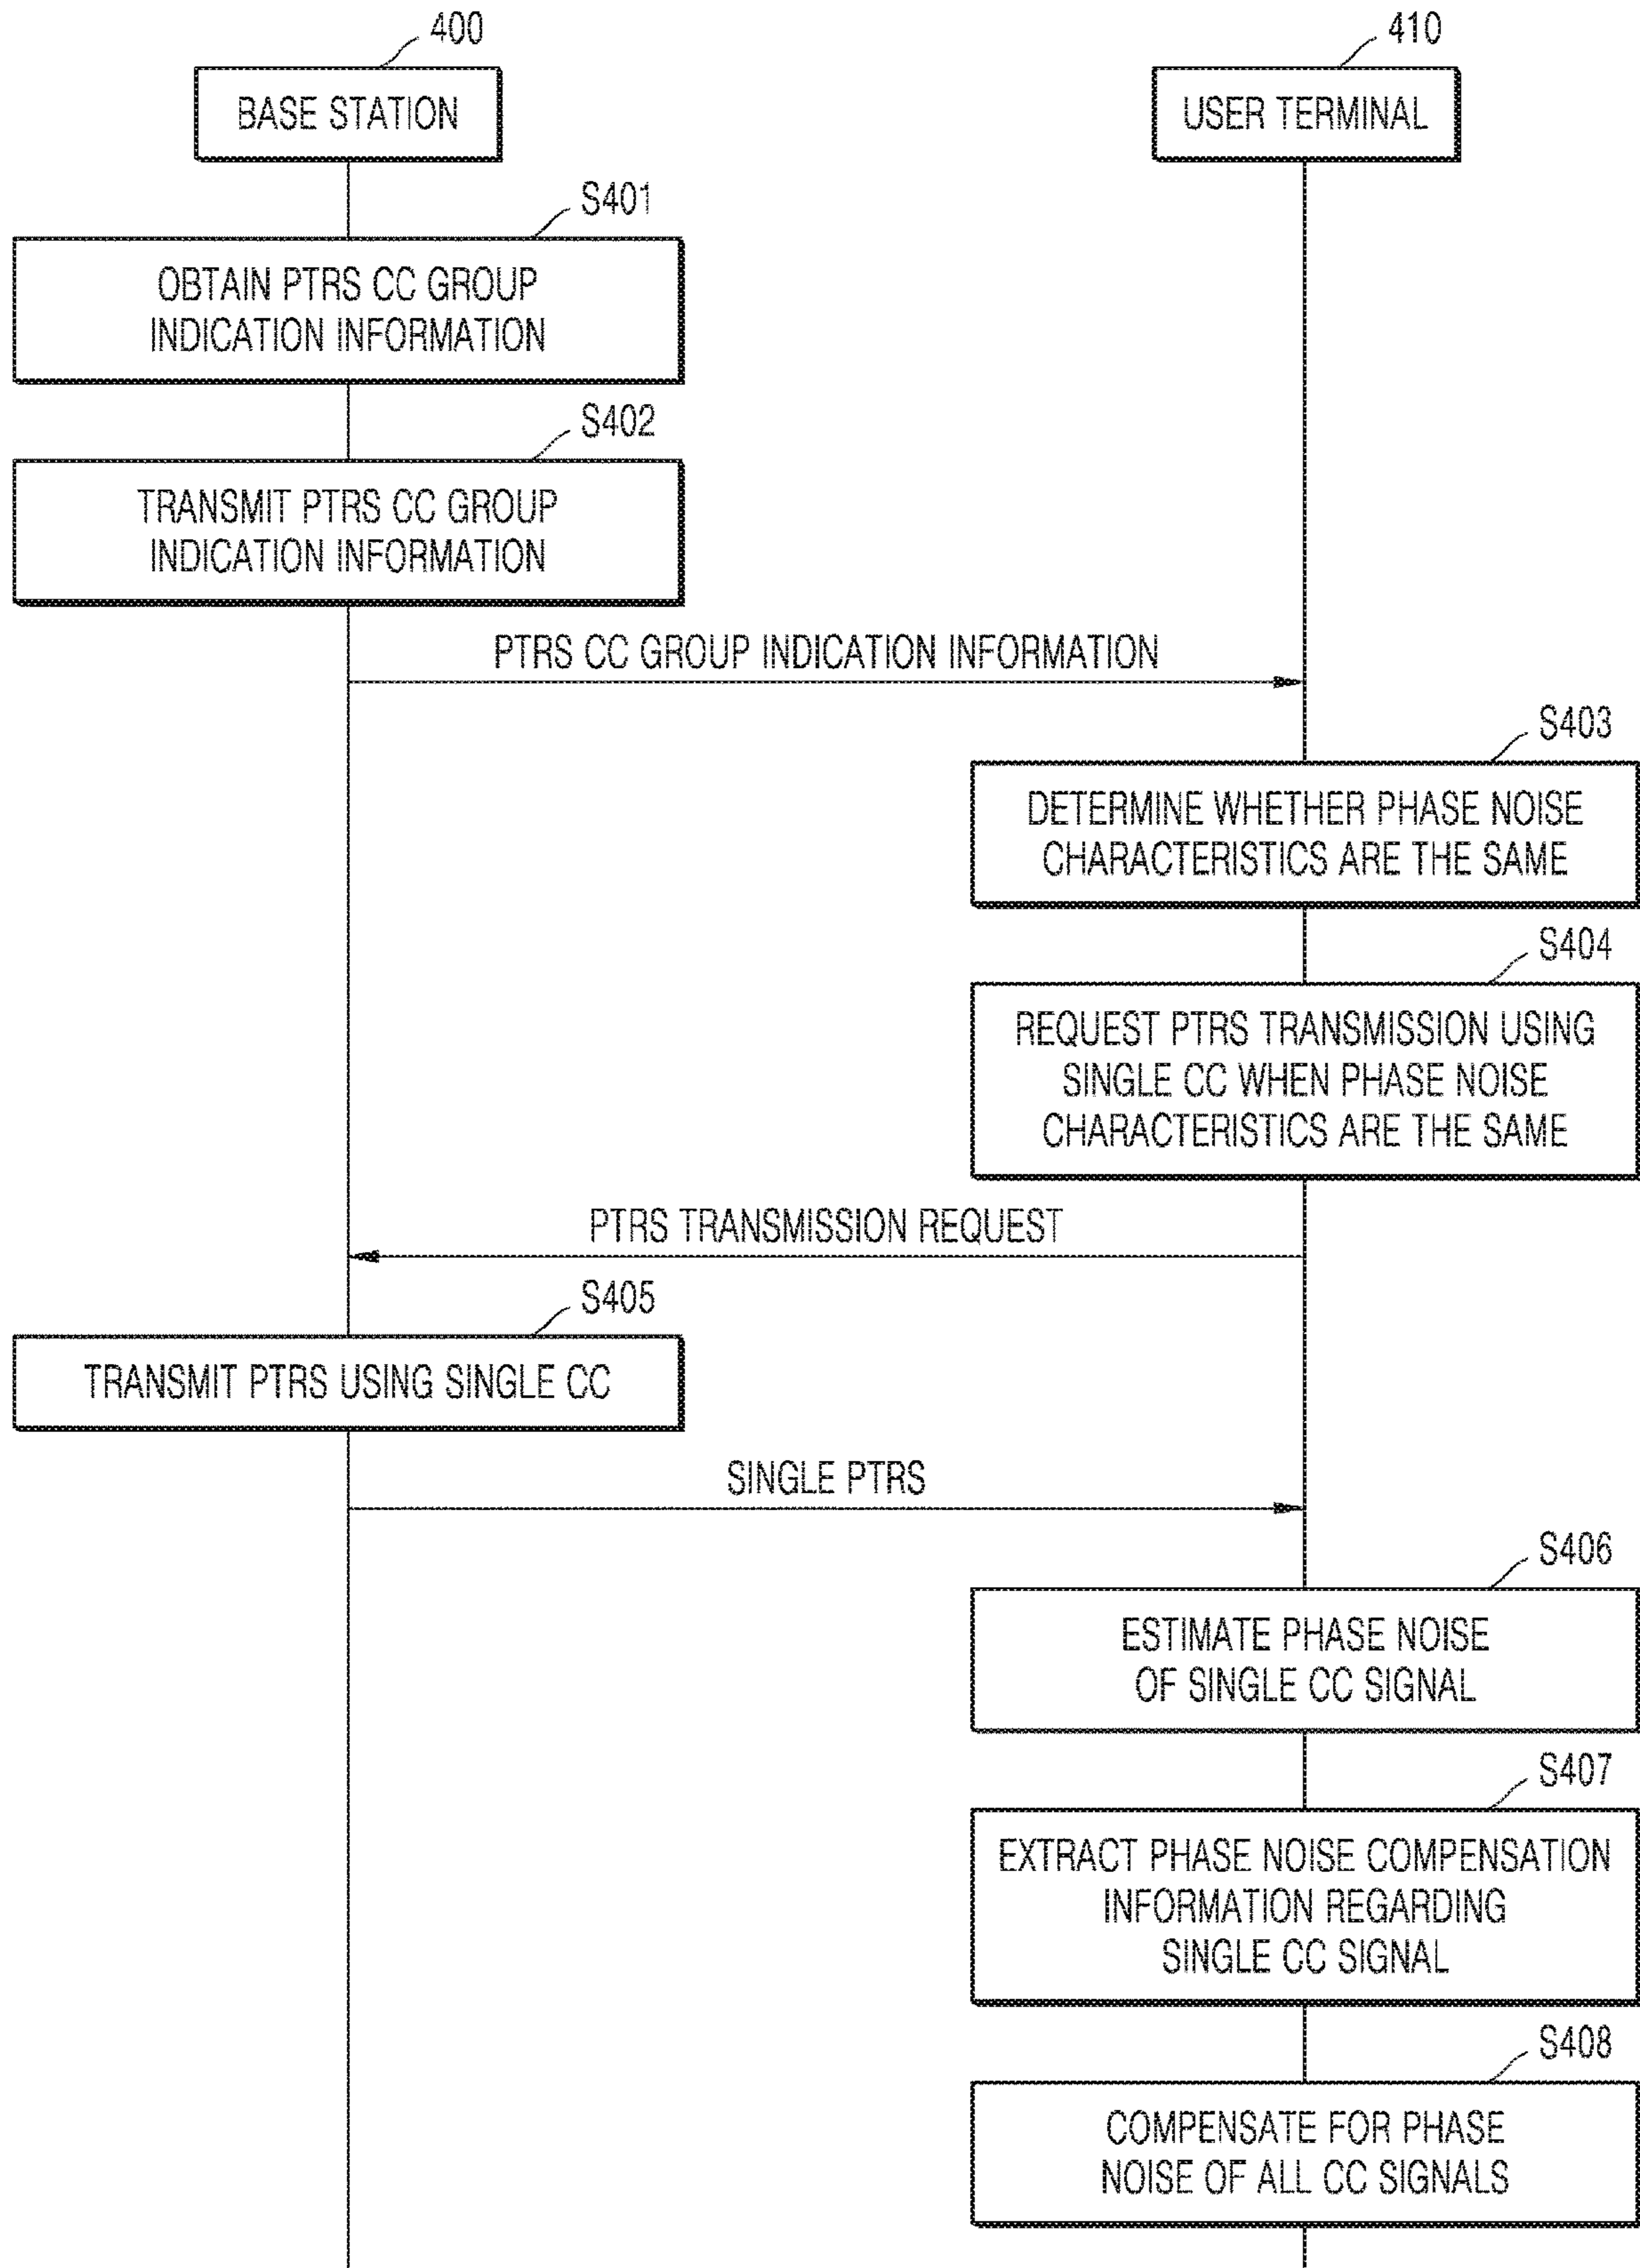 400
410
BASE STATION
USER TERMINAL
S401
OBTAIN PTRS CC GROUP
INDICATION INFORMATION
S402
TRANSMIT PTRS CC GROUP
INDICATION INFORMATION
PTRS CC GROUP INDICATION INFORMATION
S403
DETERMINE WHETHER PHASE NOISE
CHARACTERISTICS ARE THE SAME
S404
REQUEST PTRS TRANSMISSION USING
SINGLE CC WHEN PHASE NOISE
CHARACTERISTICS ARE THE SAME
PTRS TRANSMISSION REQUEST
S405
TRANSMIT PTRS USING SINGLE CC
SINGLE PTRS
S406
ESTIMATE PHASE NOISE
OF SINGLE CC SIGNAL
S407
EXTRACT PHASE NOISE COMPENSATION
INFORMATION REGARDING
SINGLE CC SIGNAL
S408
COMPENSATE FOR PHASE
NOISE OF ALL CC SIGNALS